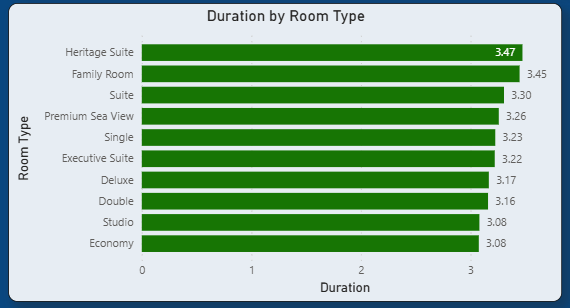 Duration by Room Type
Room Type
Heritage Suite 3.47
Family Room 3.45
Suite 3.30
Premium Sea View 3.26
Single 3.23
Executive Suite 3.22
Deluxe 3.17
Double 3.16
Studio 3.08
Economy 3.08
0 1 2 3
Duration